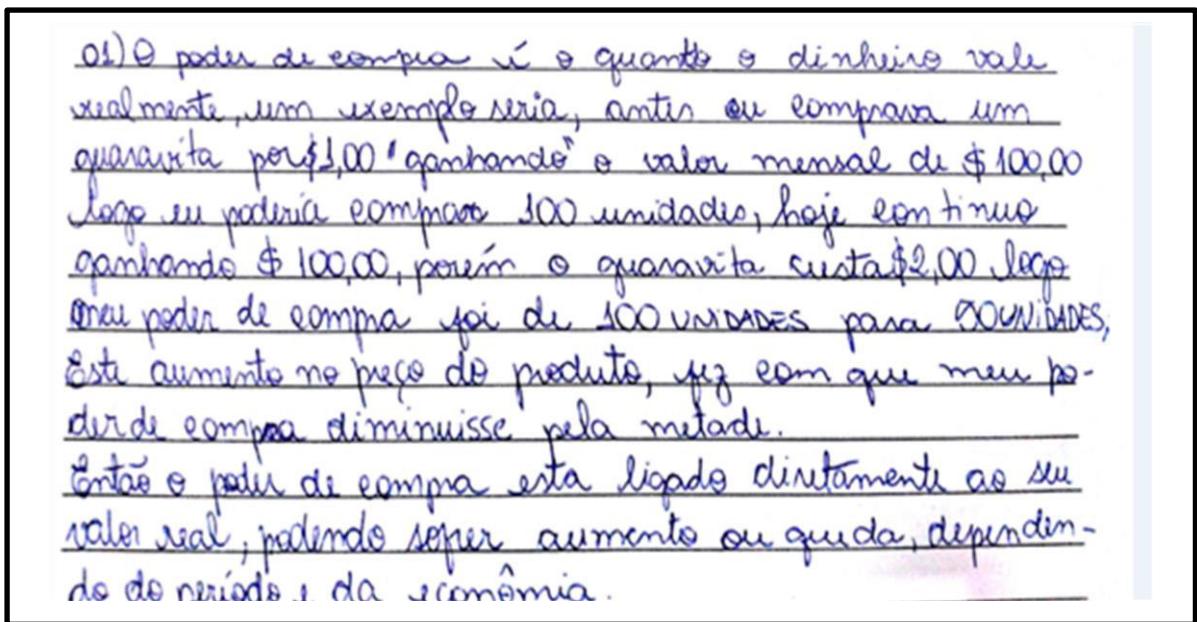 01) O poder de compra é o quanto o dinheiro vale
realmente, um exemplo seria, antes eu comprava um
guaravita por $1,00 "ganhando" o valor mensal de $ 100,00
logo eu poderia comprar 100 unidades, hoje continuo
ganhando $ 100,00, porém o guaravita custa $2,00 logo
meu poder de compra foi de 100 UNIDADES para 50 UNIDADES,
Este aumento no preço do produto, fez com que meu po-
der de compra diminuisse pela metade.
Então o poder de compra esta ligado diretamente ao seu
valor real, podendo sofrer aumento ou queda, dependen-
do do período e da econômia.